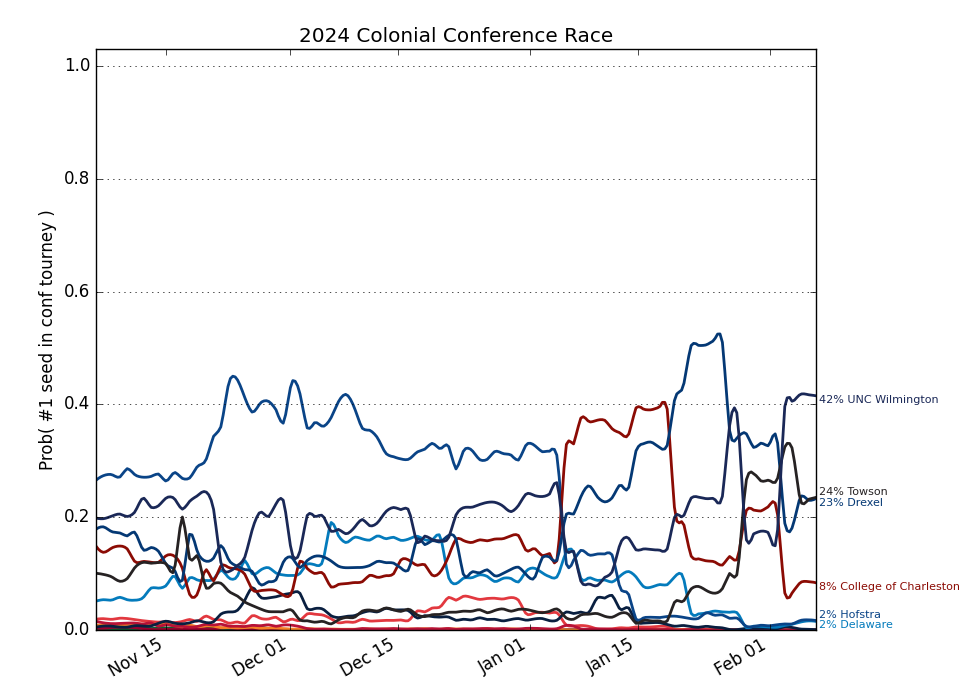 2024 Colonial Conference Race
Prob( #1 seed in conf tourney )
1.0
0.8
0.6
0.4
0.2
0.0
Nov 15
Dec 01
Dec 15
Jan 01
Jan 15
Feb 01
42% UNC Wilmington
24% Towson
23% Drexel
8% College of Charleston
2% Hofstra
2% Delaware